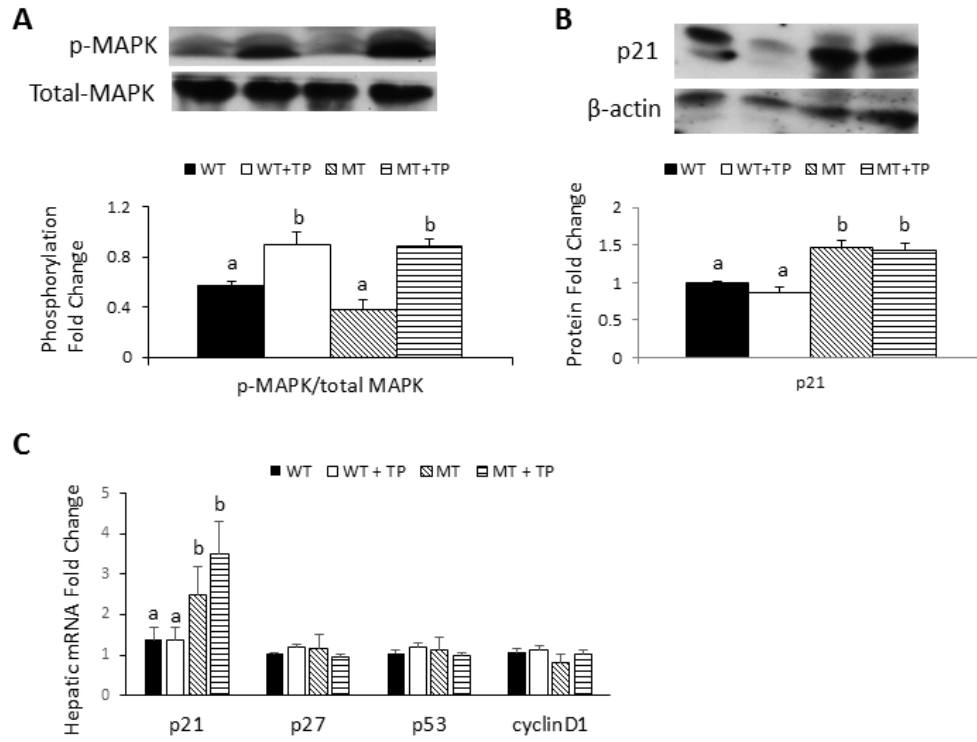 A
p-MAPK
Total-MAPK
WT WT+TP MT MT+TP
Phosphorylation
Fold Change
1.2
0.8
0.4
0
a
b
a
b
p-MAPK/total MAPK
B
p21
β-actin
WT WT+TP MT MT+TP
Protein Fold Change
2
1.5
1
0.5
0
a
a
b
b
p21
C
WT WT + TP MT MT + TP
Hepatic mRNA Fold Change
5
4
3
2
1
0
a
a
b
b
p21 p27 p53 cyclinD1